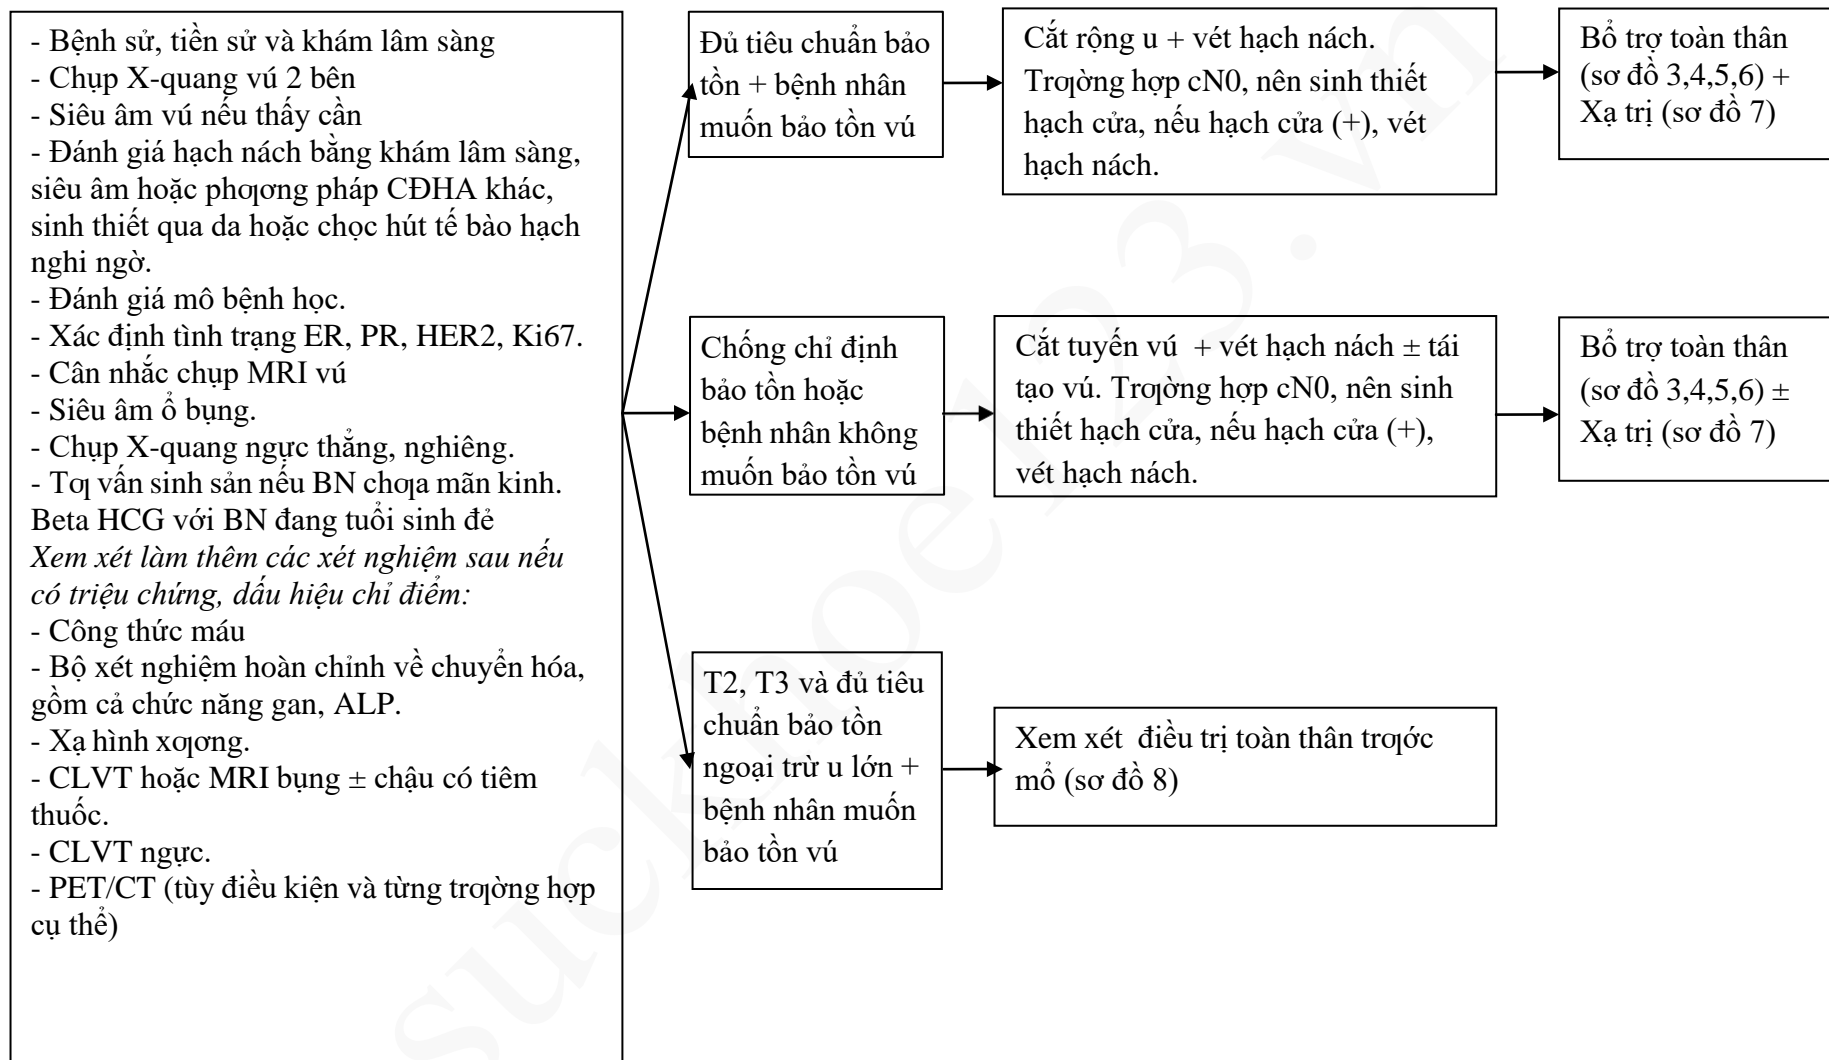 - Bệnh sử, tiền sử và khám lâm sàng
- Chụp X-quang vú 2 bên
- Siêu âm vú nếu thấy cần
- Đánh giá hạch nách bằng khám lâm sàng,
siêu âm hoặc phƣơng pháp CĐHA khác,
sinh thiết qua da hoặc chọc hút tế bào hạch
nghi ngờ.
- Đánh giá mô bệnh học.
- Xác định tình trạng ER, PR, HER2, Ki67.
- Cân nhắc chụp MRI vú
- Siêu âm ổ bụng.
- Chụp X-quang ngực thẳng, nghiêng.
- Tƣ vấn sinh sản nếu BN chƣa mãn kinh.
Beta HCG với BN đang tuổi sinh đẻ
Xem xét làm thêm các xét nghiệm sau nếu
có triệu chứng, dấu hiệu chỉ điểm:
- Công thức máu
- Bộ xét nghiệm hoàn chỉnh về chuyển hóa,
gồm cả chức năng gan, ALP.
- Xạ hình xƣơng.
- CLVT hoặc MRI bụng ± chậu có tiêm
thuốc.
- CLVT ngực.
- PET/CT (tùy điều kiện và từng trƣờng hợp
cụ thể)
Đủ tiêu chuẩn bảo
tồn + bệnh nhân
muốn bảo tồn vú
Cắt rộng u + vét hạch nách.
Trƣờng hợp cN0, nên sinh thiết
hạch cửa, nếu hạch cửa (+), vét
hạch nách.
Bổ trợ toàn thân
(sơ đồ 3,4,5,6) +
Xạ trị (sơ đồ 7)
Chống chỉ định
bảo tồn hoặc
bệnh nhân không
muốn bảo tồn vú
Cắt tuyến vú + vét hạch nách ± tái
tạo vú. Trƣờng hợp cN0, nên sinh
thiết hạch cửa, nếu hạch cửa (+),
vét hạch nách.
Bổ trợ toàn thân
(sơ đồ 3,4,5,6) ±
Xạ trị (sơ đồ 7)
T2, T3 và đủ tiêu
chuẩn bảo tồn
ngoại trừ u lớn +
bệnh nhân muốn
bảo tồn vú
Xem xét điều trị toàn thân trƣớc
mổ (sơ đồ 8)
suckhoe123.vn